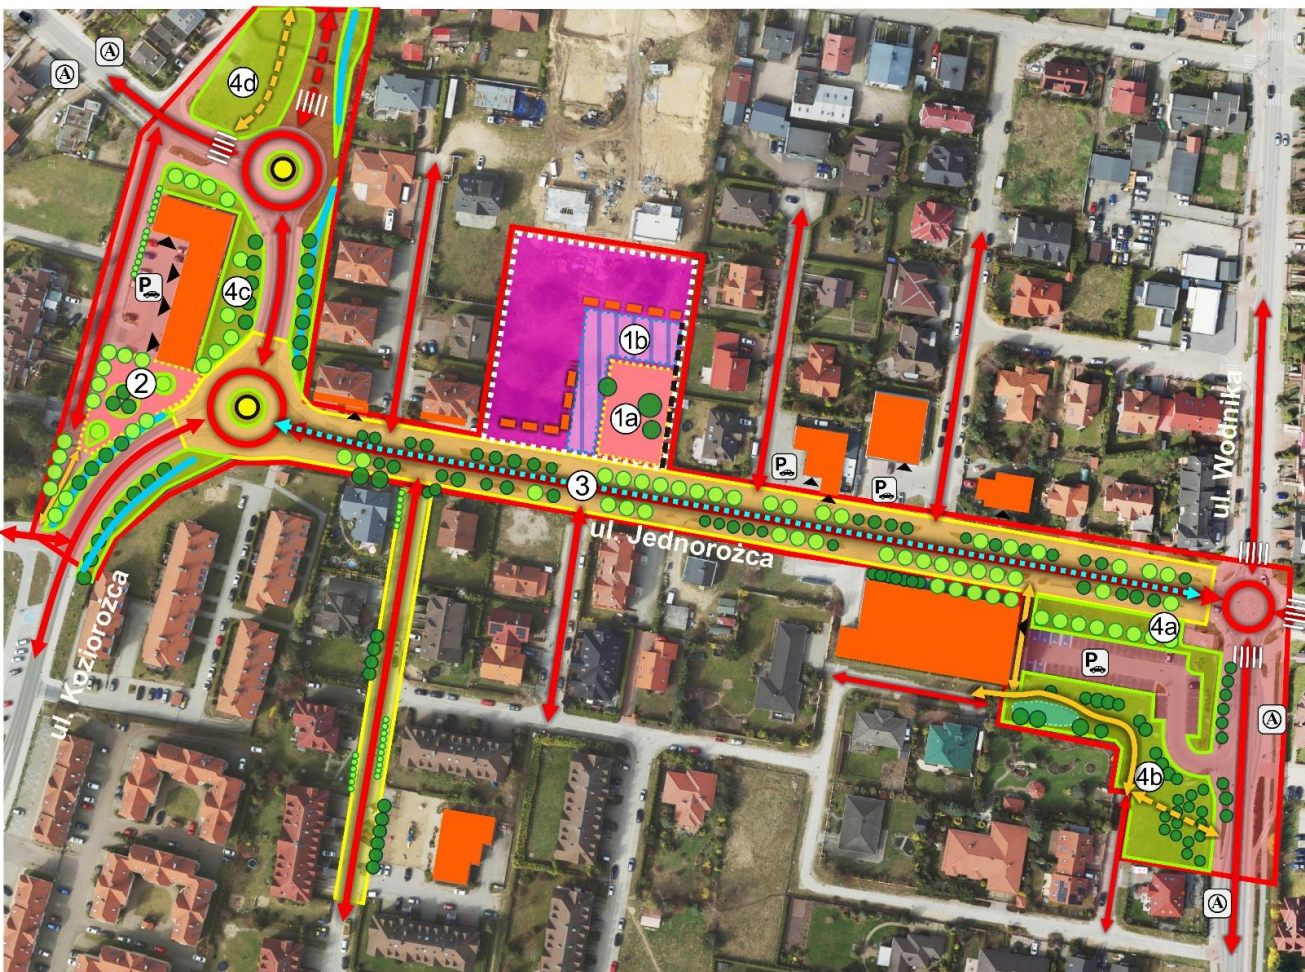 Ⓐ
Ⓐ
4d
P
4c
2
1b
1a
3
P
P
ul. Wodnika
ul. Jednorożca
ul. Koziorożca
4a
P
Ⓐ
4b
Ⓐ